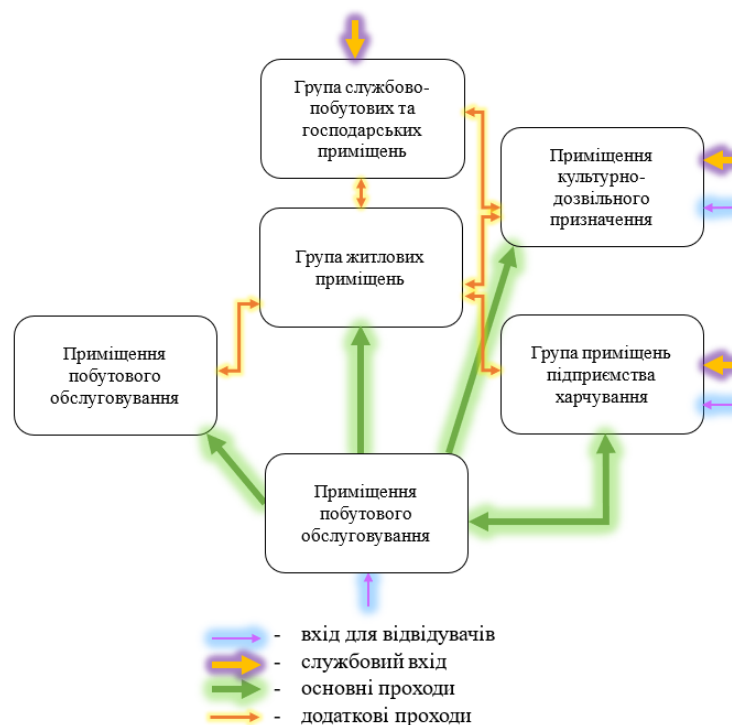 Група службово-
побутових та
господарських
приміщень
Приміщення
культурно-
дозвільного
призначення
Група житлових
приміщень
Приміщення
побутового
обслуговування
Група приміщень
підприємства
харчування
Приміщення
побутового
обслуговування
- вхід для відвідувачів
- службовий вхід
- основні проходи
- додаткові проходи